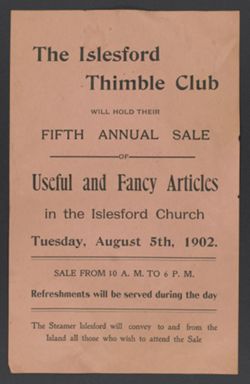 The Islesford
Thimble Club
WILL HOLD THEIR
FIFTH ANNUAL SALE
OF
Useful and Fancy Articles
in the Islesford Church
Tuesday, August 5th, 1902.
SALE FROM 10 A. M. TO 6 P. M.
Refreshments will be served during the day
The Steamer Islesford will convey to and from the
Island all those who wish to attend the Sale